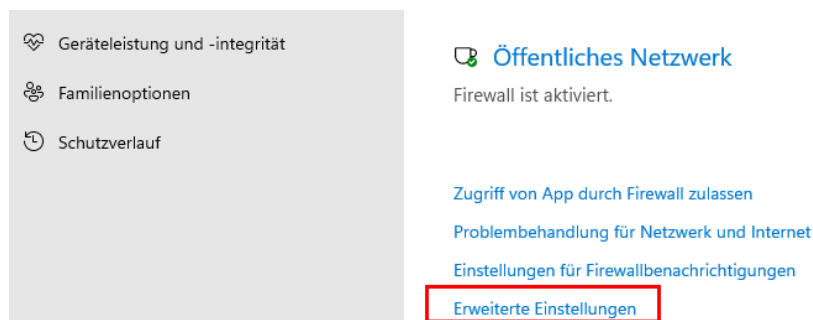 Geräteleistung und -integrität
Familienoptionen
Schutzverlauf
Öffentliches Netzwerk
Firewall ist aktiviert.
Zugriff von App durch Firewall zulassen
Problembehandlung für Netzwerk und Internet
Einstellungen für Firewallbenachrichtigungen
Erweiterte Einstellungen